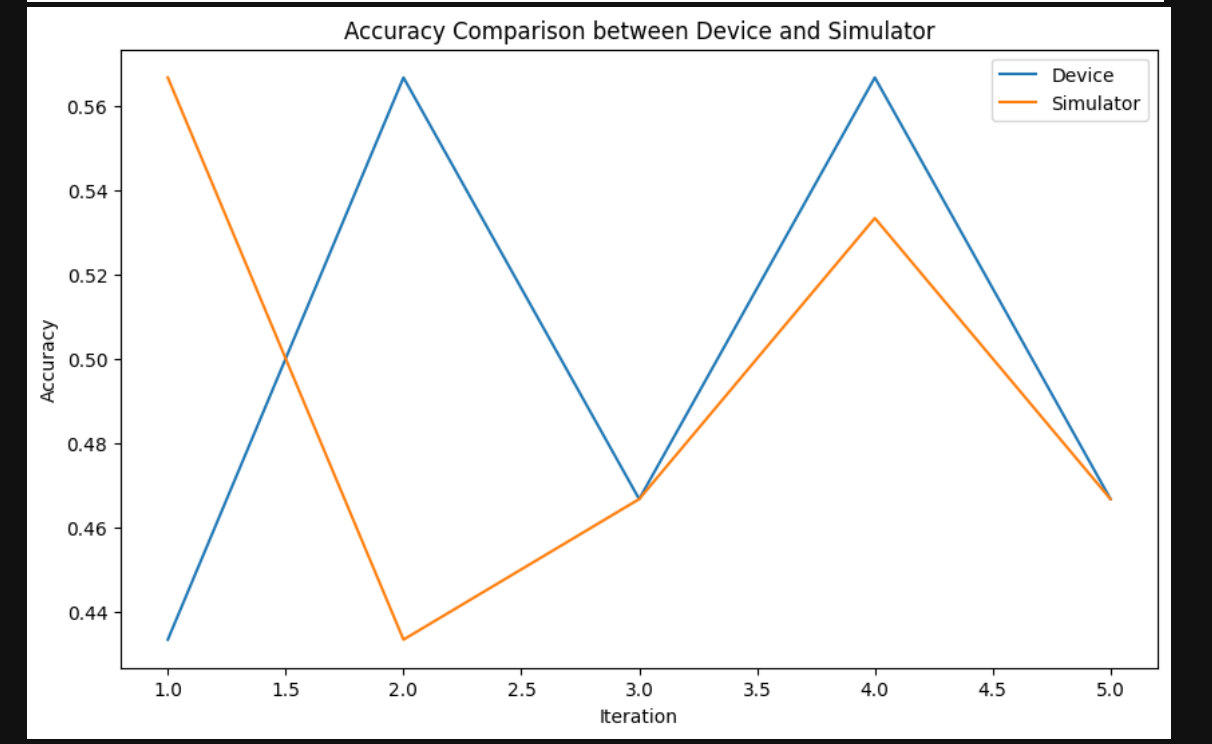 Accuracy Comparison between Device and Simulator
Device
Simulator
0.56
0.54
0.52
0.50
0.48
0.46
0.44
Accuracy
1.0 1.5 2.0 2.5 3.0 3.5 4.0 4.5 5.0
Iteration